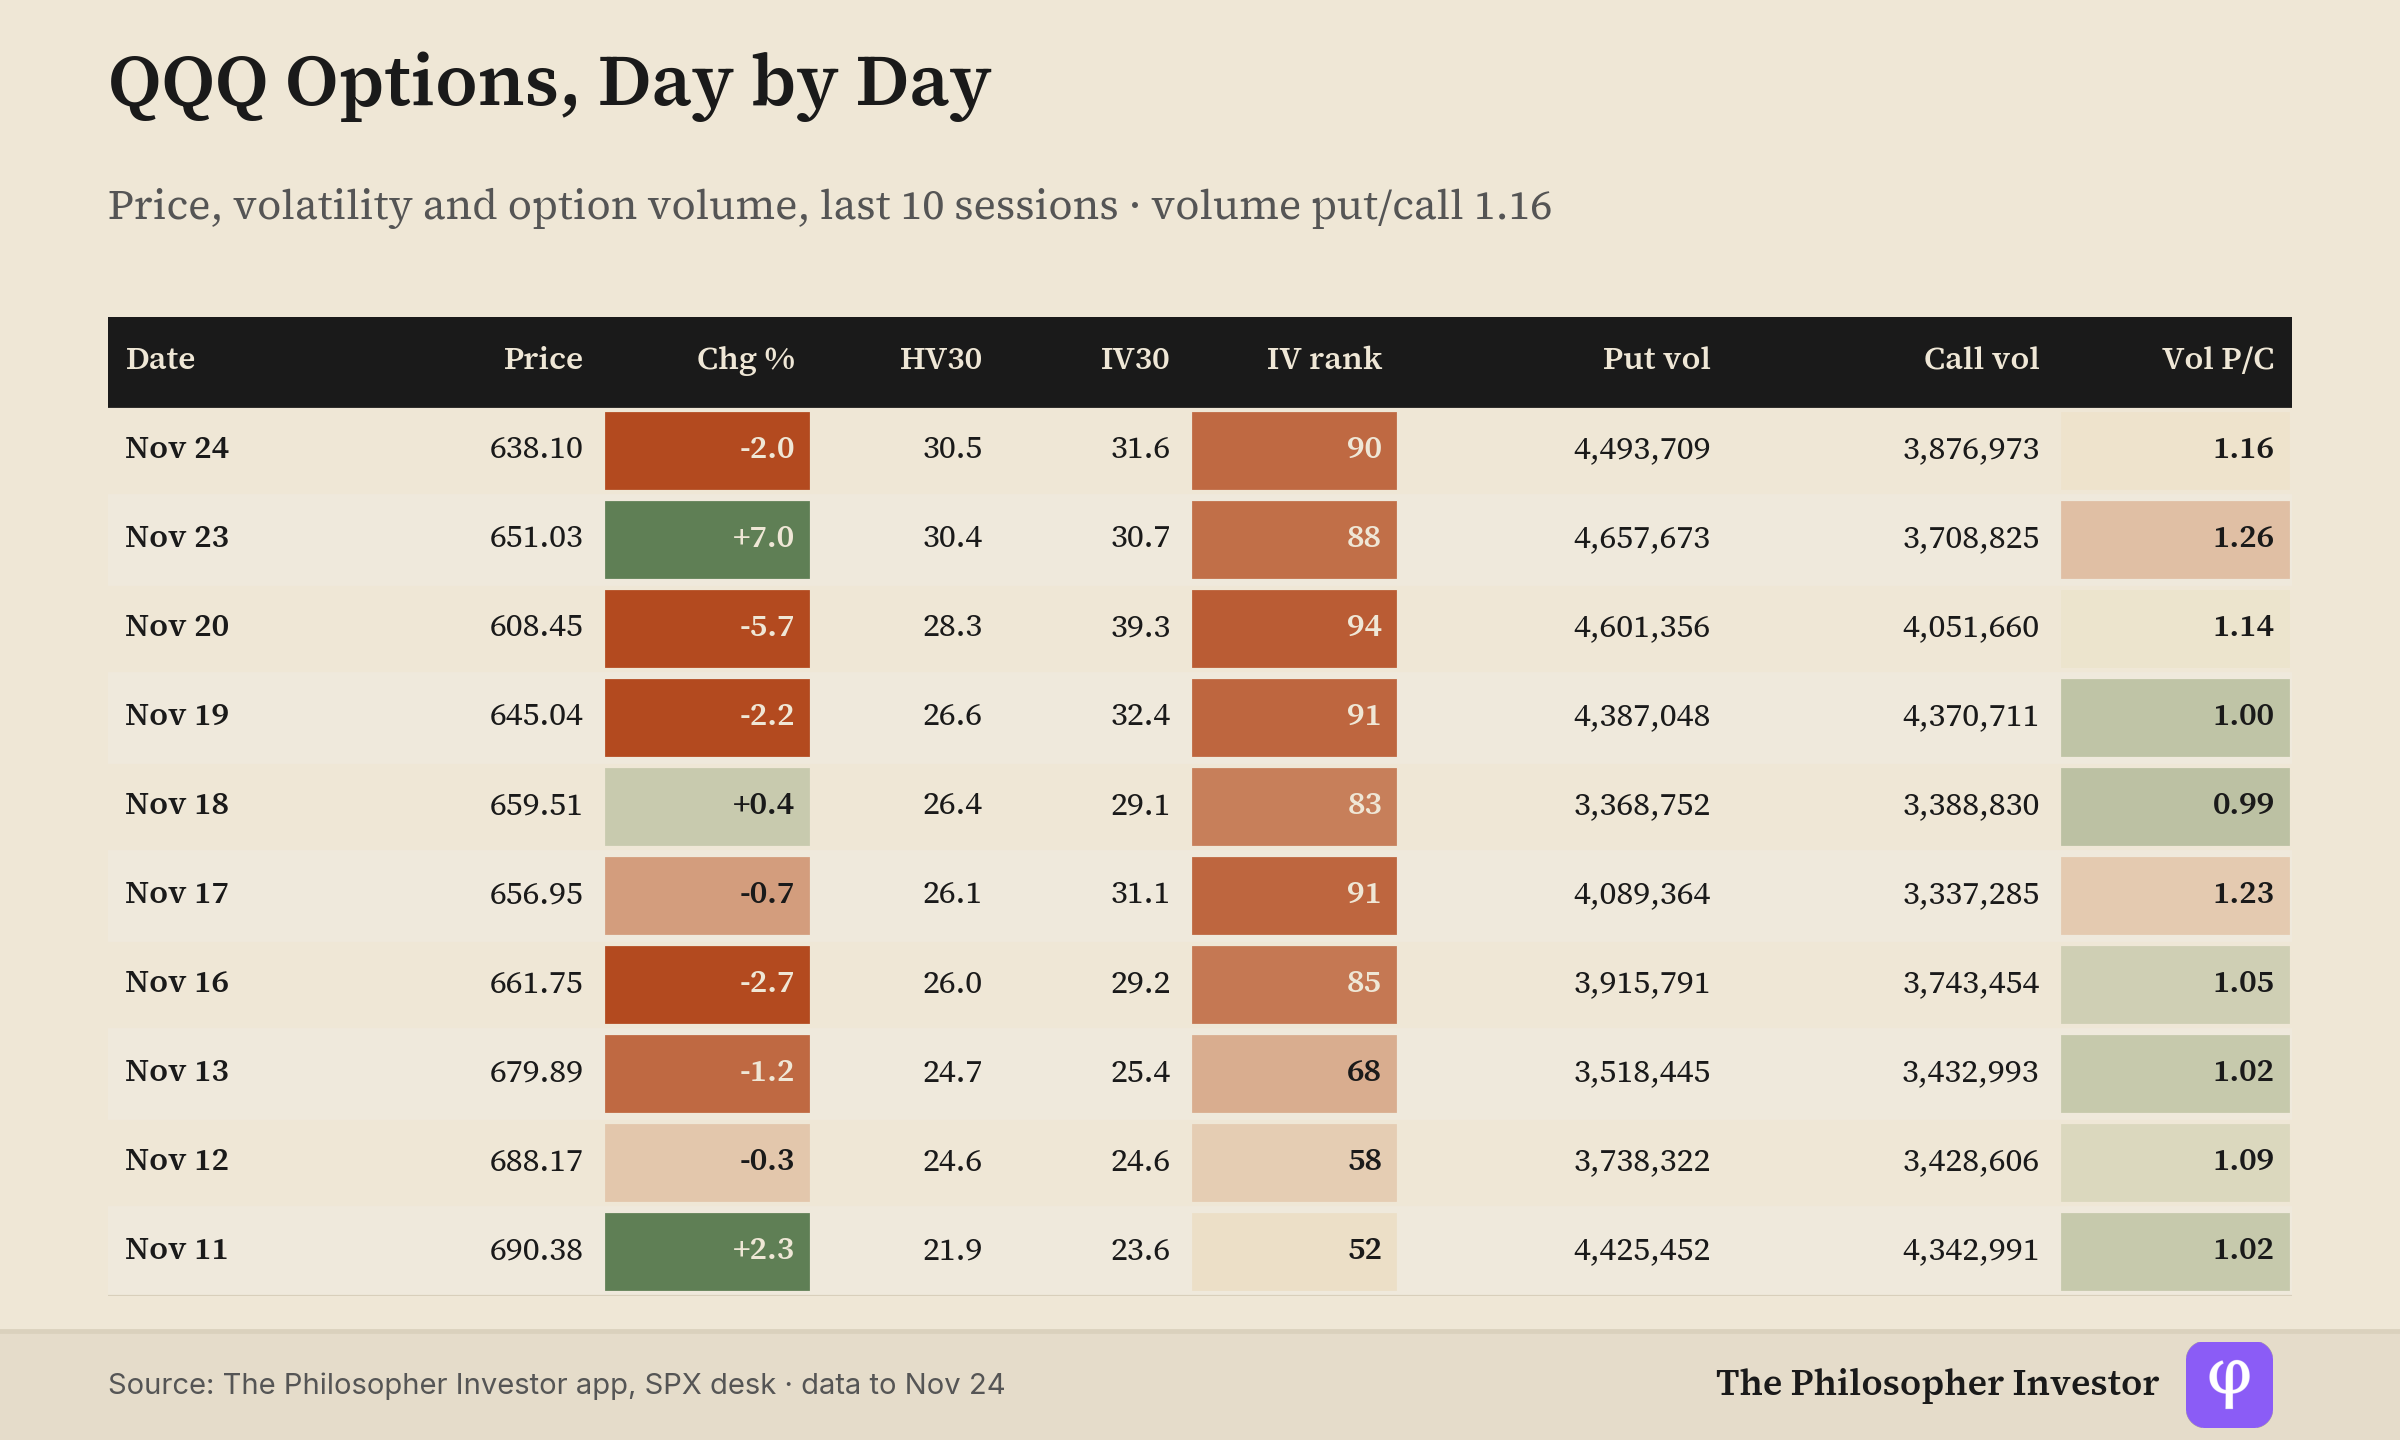 QQQ Options, Day by Day
Price, volatility and option volume, last 10 sessions · volume put/call 1.16
Date Price Chg % HV30 IV30 IV rank Put vol Call vol Vol P/C
Nov 24 638.10 -2.0 30.5 31.6 90 4,493,709 3,876,973 1.16
Nov 23 651.03 +7.0 30.4 30.7 88 4,657,673 3,708,825 1.26
Nov 20 608.45 -5.7 28.3 39.3 94 4,601,356 4,051,660 1.14
Nov 19 645.04 -2.2 26.6 32.4 91 4,387,048 4,370,711 1.00
Nov 18 659.51 +0.4 26.4 29.1 83 3,368,752 3,388,830 0.99
Nov 17 656.95 -0.7 26.1 31.1 91 4,089,364 3,337,285 1.23
Nov 16 661.75 -2.7 26.0 29.2 85 3,915,791 3,743,454 1.05
Nov 13 679.89 -1.2 24.7 25.4 68 3,518,445 3,432,993 1.02
Nov 12 688.17 -0.3 24.6 24.6 58 3,738,322 3,428,606 1.09
Nov 11 690.38 +2.3 21.9 23.6 52 4,425,452 4,342,991 1.02
Source: The Philosopher Investor app, SPX desk · data to Nov 24
The Philosopher Investor φ